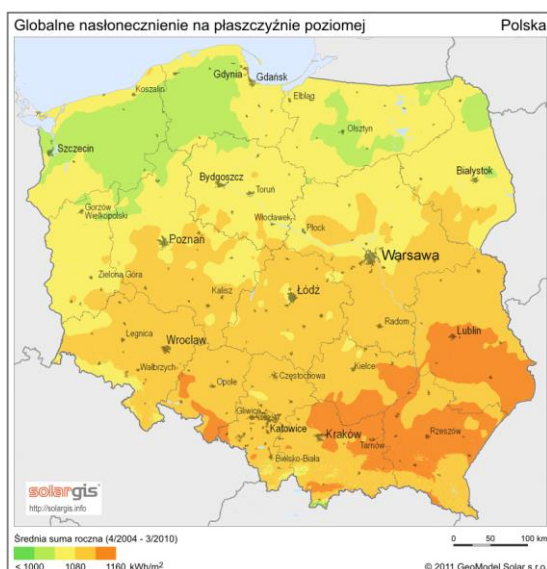 Globalne nasłonecznienie na płaszczyźnie poziomej Polska
Gdynia
Gdańsk
Koszalin
Elbląg
Olsztyn
Szczecin
Bydgoszcz
Białystok
Toruń
Gorzów
Wielkopolski
Włocławek
Płock
Poznań
Warsawa
Zielona Góra
Kalisz
Łódź
Radom
Lublin
Legnica
Wrocław
Wałbrzych
Opole
Częstochowa
Kielce
Gliwice
Katowice
Kraków
Tarnów
Rzeszów
Bielsko-Biała
solargis
http://solargis.info
Średnia suma roczna (4/2004 - 3/2010)
0 50 100 km
< 1000 1080 1160 kWh/m²
© 2011 GeoModel Solar s.r.o.